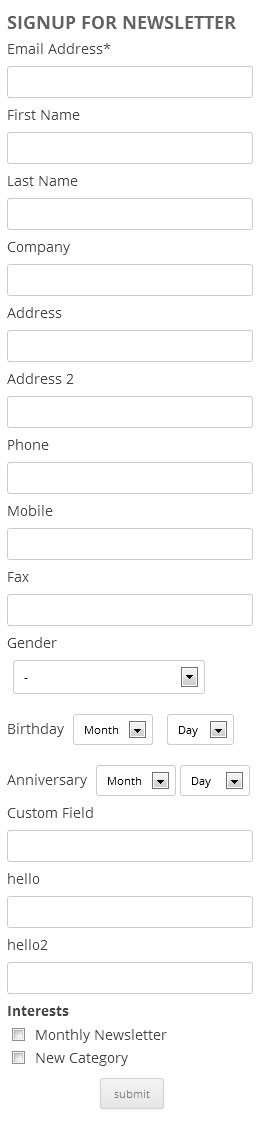 SIGNUP FOR NEWSLETTER
Email Address*
First Name
Last Name
Company
Address
Address 2
Phone
Mobile
Fax
Gender
-
Birthday Month Day
Anniversary Month Day
Custom Field
hello
hello2
Interests
Monthly Newsletter
New Category
submit